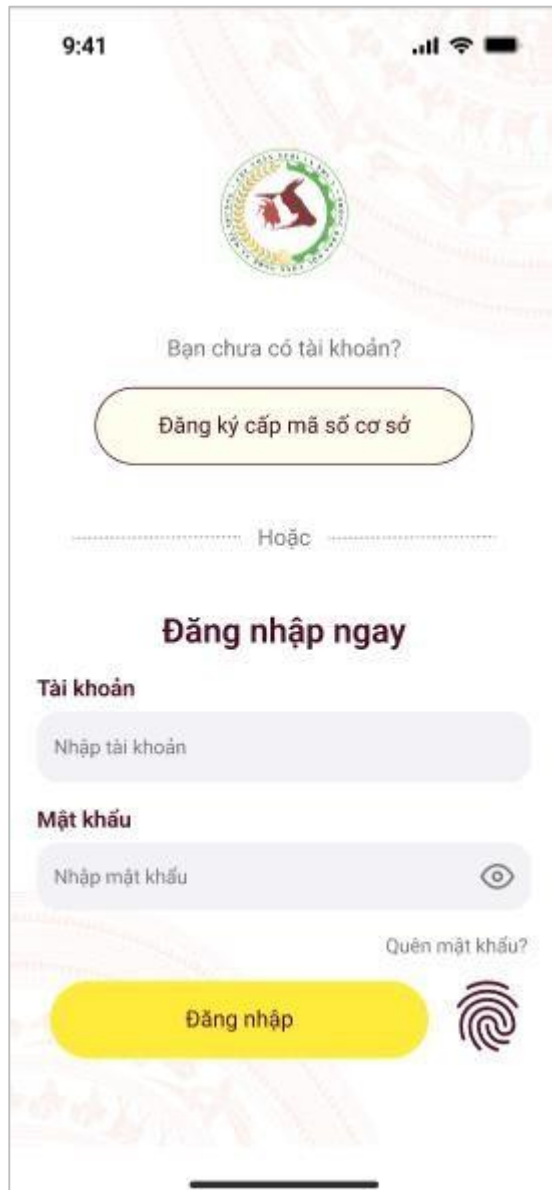 9:41
Bạn chưa có tài khoản?
Đăng ký cấp mã số cơ sở
Hoặc
Đăng nhập ngay
Tài khoản
Nhập tài khoản
Mật khẩu
Nhập mật khẩu
Quên mật khẩu?
Đăng nhập